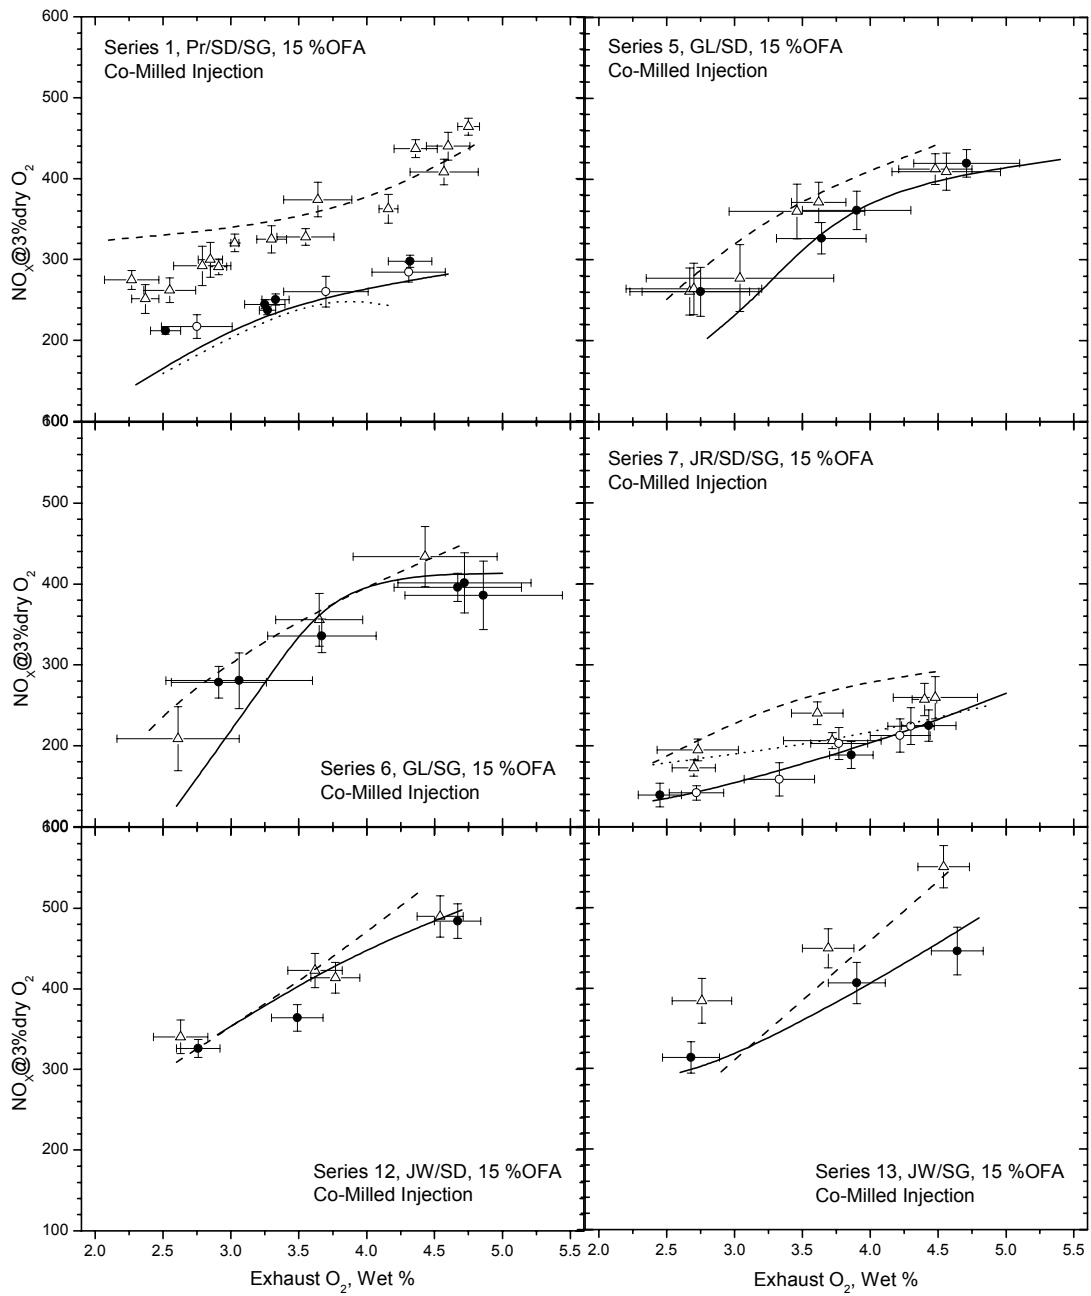 600
500
400
300
200
100
NOx@3%dry O2
Series 1, Pr/SD/SG, 15 %OFA
Co-Milled Injection
Series 5, GL/SD, 15 %OFA
Co-Milled Injection
600
500
400
300
200
100
NOx@3%dry O2
Series 6, GL/SG, 15 %OFA
Co-Milled Injection
Series 7, JR/SD/SG, 15 %OFA
Co-Milled Injection
600
500
400
300
200
100
NOx@3%dry O2
Series 12, JW/SD, 15 %OFA
Co-Milled Injection
Series 13, JW/SG, 15 %OFA
Co-Milled Injection
2.0 2.5 3.0 3.5 4.0 4.5 5.0 5.5
2.0 2.5 3.0 3.5 4.0 4.5 5.0 5.5
Exhaust O2, Wet %
Exhaust O2, Wet %